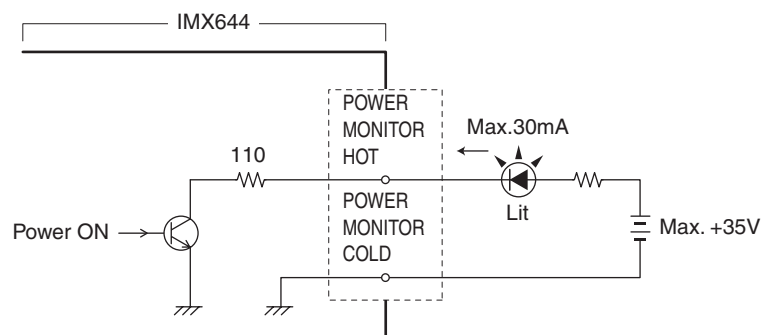 IMX644
POWER
MONITOR
HOT
Max.30mA
110
POWER
MONITOR
COLD
Lit
Power ON
Max. +35V